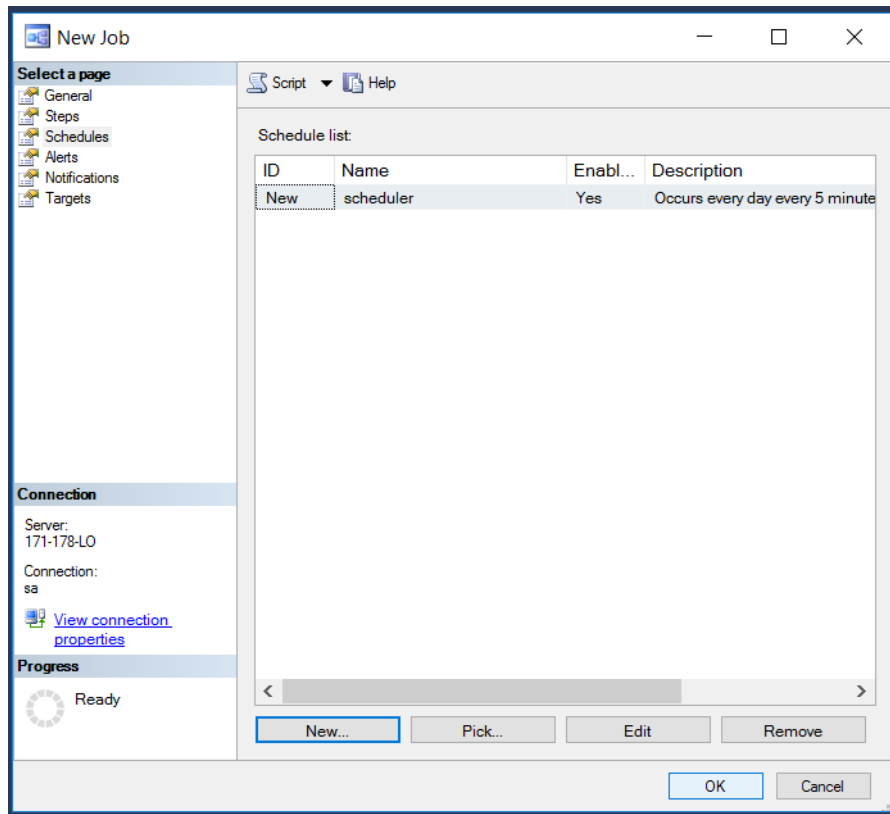 New Job
Select a page
General
Steps
Schedules
Alerts
Notifications
Targets
Connection
Server:
171-178-LO
Connection:
sa
View connection
properties
Progress
Ready
Script Help
Schedule list:
ID Name Enabl... Description
New scheduler Yes Occurs every day every 5 minute
New... Pick... Edit Remove
OK Cancel